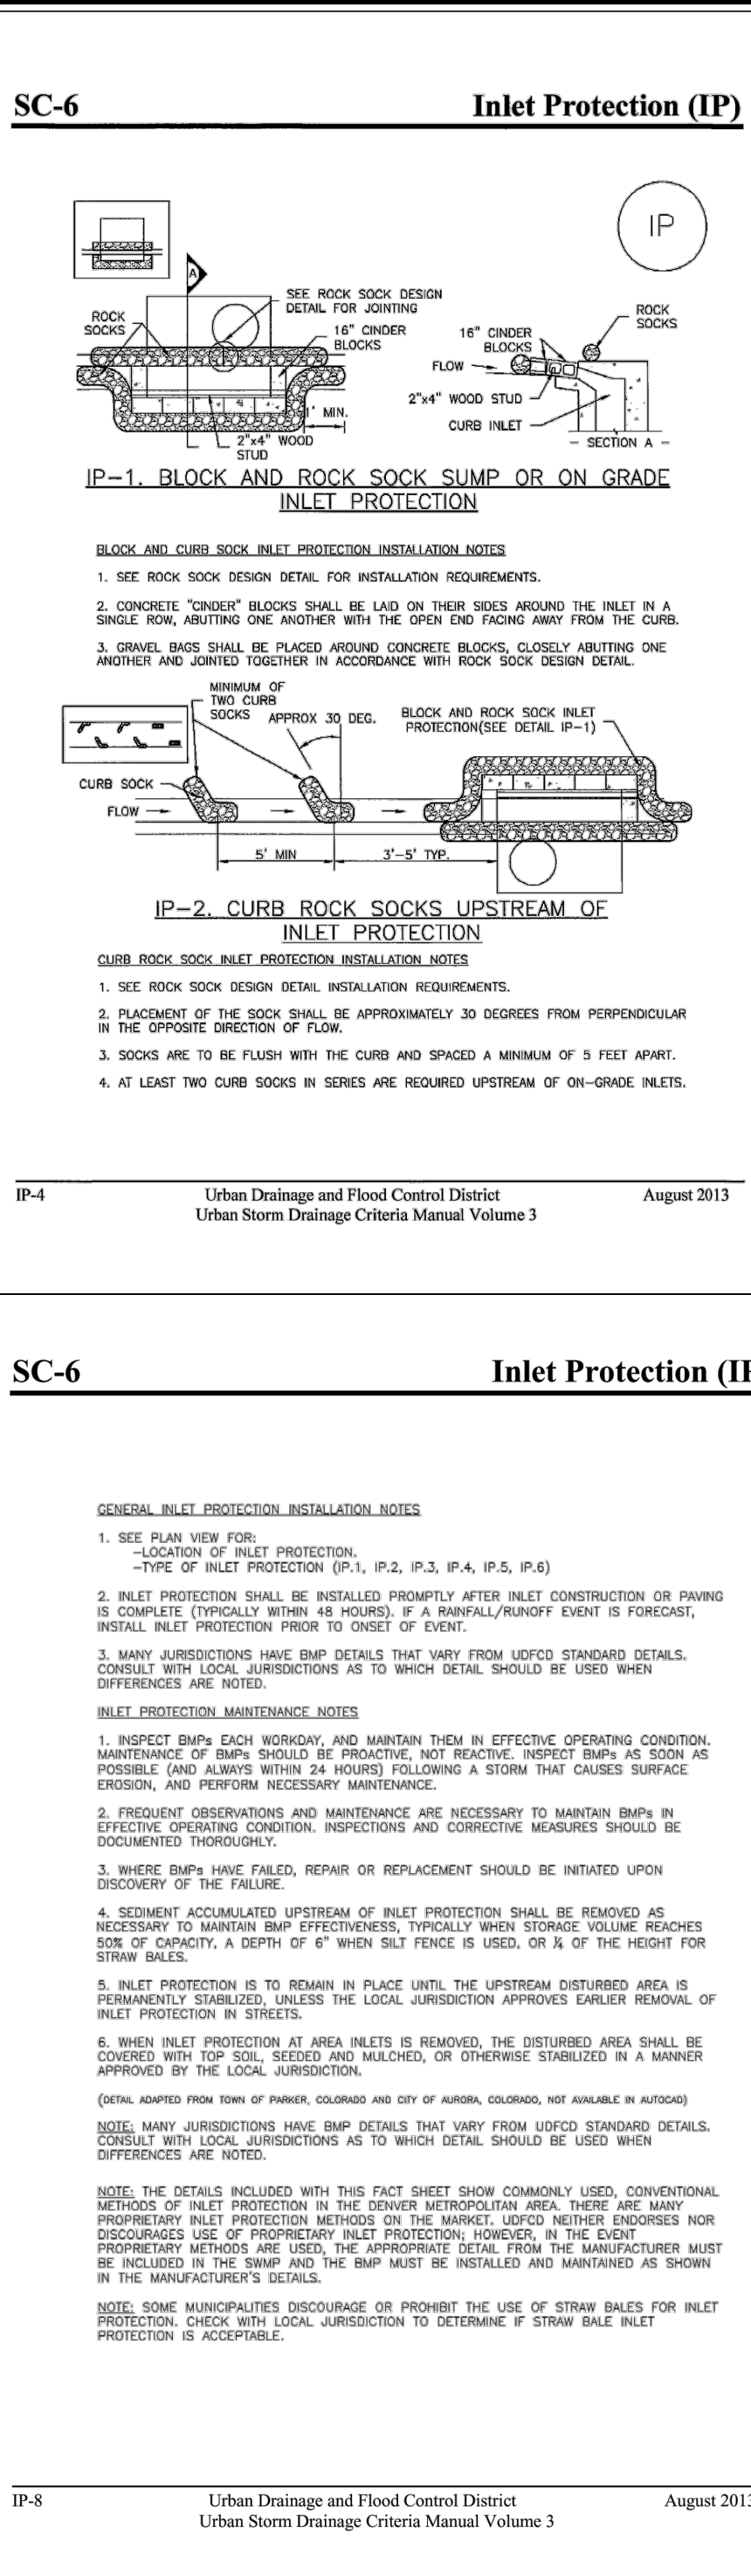 SC-6
Inlet Protection (IP)
IP
A
SEE ROCK SOCK DESIGN
DETAIL FOR JOINTING
ROCK
SOCKS
16" CINDER
BLOCKS
1' MIN.
2"x4" WOOD
STUD
16" CINDER
BLOCKS
ROCK
SOCKS
FLOW
2"x4" WOOD STUD
CURB INLET
SECTION A
IP-1. BLOCK AND ROCK SOCK SUMP OR ON GRADE
INLET PROTECTION
BLOCK AND CURB SOCK INLET PROTECTION INSTALLATION NOTES
1. SEE ROCK SOCK DESIGN DETAIL FOR INSTALLATION REQUIREMENTS.
2. CONCRETE "CINDER" BLOCKS SHALL BE LAID ON THEIR SIDES AROUND THE INLET IN A
SINGLE ROW, ABUTTING ONE ANOTHER WITH THE OPEN END FACING AWAY FROM THE CURB.
3. GRAVEL BAGS SHALL BE PLACED AROUND CONCRETE BLOCKS, CLOSELY ABUTTING ONE
ANOTHER AND JOINTED TOGETHER IN ACCORDANCE WITH ROCK SOCK DESIGN DETAIL.
MINIMUM OF
TWO CURB
SOCKS
APPROX 30 DEG.
BLOCK AND ROCK SOCK INLET
PROTECTION(SEE DETAIL IP-1)
CURB SOCK
FLOW
5' MIN
3'-5' TYP.
IP-2. CURB ROCK SOCKS UPSTREAM OF
INLET PROTECTION
CURB ROCK SOCK INLET PROTECTION INSTALLATION NOTES
1. SEE ROCK SOCK DESIGN DETAIL INSTALLATION REQUIREMENTS.
2. PLACEMENT OF THE SOCK SHALL BE APPROXIMATELY 30 DEGREES FROM PERPENDICULAR
IN THE OPPOSITE DIRECTION OF FLOW.
3. SOCKS ARE TO BE FLUSH WITH THE CURB AND SPACED A MINIMUM OF 5 FEET APART.
4. AT LEAST TWO CURB SOCKS IN SERIES ARE REQUIRED UPSTREAM OF ON-GRADE INLETS.
IP-4
Urban Drainage and Flood Control District
August 2013
Urban Storm Drainage Criteria Manual Volume 3
SC-6
Inlet Protection (IP
GENERAL INLET PROTECTION INSTALLATION NOTES
1. SEE PLAN VIEW FOR:
-LOCATION OF INLET PROTECTION.
-TYPE OF INLET PROTECTION (IP.1, IP.2, IP.3, IP.4, IP.5, IP.6)
2. INLET PROTECTION SHALL BE INSTALLED PROMPTLY AFTER INLET CONSTRUCTION OR PAVING
IS COMPLETE (TYPICALLY WITHIN 48 HOURS). IF A RAINFALL/RUNOFF EVENT IS FORECAST,
INSTALL INLET PROTECTION PRIOR TO ONSET OF EVENT.
3. MANY JURISDICTIONS HAVE BMP DETAILS THAT VARY FROM UDFCD STANDARD DETAILS.
CONSULT WITH LOCAL JURISDICTIONS AS TO WHICH DETAIL SHOULD BE USED WHEN
DIFFERENCES ARE NOTED.
INLET PROTECTION MAINTENANCE NOTES
1. INSPECT BMPs EACH WORKDAY, AND MAINTAIN THEM IN EFFECTIVE OPERATING CONDITION.
MAINTENANCE OF BMPs SHOULD BE PROACTIVE, NOT REACTIVE. INSPECT BMPs AS SOON AS
POSSIBLE (AND ALWAYS WITHIN 24 HOURS) FOLLOWING A STORM THAT CAUSES SURFACE
EROSION, AND PERFORM NECESSARY MAINTENANCE.
2. FREQUENT OBSERVATIONS AND MAINTENANCE ARE NECESSARY TO MAINTAIN BMPs IN
EFFECTIVE OPERATING CONDITION. INSPECTIONS AND CORRECTIVE MEASURES SHOULD BE
DOCUMENTED THOROUGHLY.
3. WHERE BMPs HAVE FAILED, REPAIR OR REPLACEMENT SHOULD BE INITIATED UPON
DISCOVERY OF THE FAILURE.
4. SEDIMENT ACCUMULATED UPSTREAM OF INLET PROTECTION SHALL BE REMOVED AS
NECESSARY TO MAINTAIN BMP EFFECTIVENESS, TYPICALLY WHEN STORAGE VOLUME REACHES
50% OF CAPACITY, A DEPTH OF 6" WHEN SILT FENCE IS USED, OR ¼ OF THE HEIGHT FOR
STRAW BALES.
5. INLET PROTECTION IS TO REMAIN IN PLACE UNTIL THE UPSTREAM DISTURBED AREA IS
PERMANENTLY STABILIZED, UNLESS THE LOCAL JURISDICTION APPROVES EARLIER REMOVAL OF
INLET PROTECTION IN STREETS.
6. WHEN INLET PROTECTION AT AREA INLETS IS REMOVED, THE DISTURBED AREA SHALL BE
COVERED WITH TOP SOIL, SEEDED AND MULCHED, OR OTHERWISE STABILIZED IN A MANNER
APPROVED BY THE LOCAL JURISDICTION.
(DETAIL ADAPTED FROM TOWN OF PARKER, COLORADO AND CITY OF AURORA, COLORADO, NOT AVAILABLE IN AUTOCAD)
NOTE: MANY JURISDICTIONS HAVE BMP DETAILS THAT VARY FROM UDFCD STANDARD DETAILS.
CONSULT WITH LOCAL JURISDICTIONS AS TO WHICH DETAIL SHOULD BE USED WHEN
DIFFERENCES ARE NOTED.
NOTE: THE DETAILS INCLUDED WITH THIS FACT SHEET SHOW COMMONLY USED, CONVENTIONAL
METHODS OF INLET PROTECTION IN THE DENVER METROPOLITAN AREA. THERE ARE MANY
PROPRIETARY INLET PROTECTION METHODS ON THE MARKET. UDFCD NEITHER ENDORSES NOR
DISCOURAGES USE OF PROPRIETARY INLET PROTECTION; HOWEVER, IN THE EVENT
PROPRIETARY METHODS ARE USED, THE APPROPRIATE DETAIL FROM THE MANUFACTURER MUST
BE INCLUDED IN THE SWMP AND THE BMP MUST BE INSTALLED AND MAINTAINED AS SHOWN
IN THE MANUFACTURER'S DETAILS.
NOTE: SOME MUNICIPALITIES DISCOURAGE OR PROHIBIT THE USE OF STRAW BALES FOR INLET
PROTECTION. CHECK WITH LOCAL JURISDICTION TO DETERMINE IF STRAW BALE INLET
PROTECTION IS ACCEPTABLE.
IP-8
Urban Drainage and Flood Control District
August 2013
Urban Storm Drainage Criteria Manual Volume 3